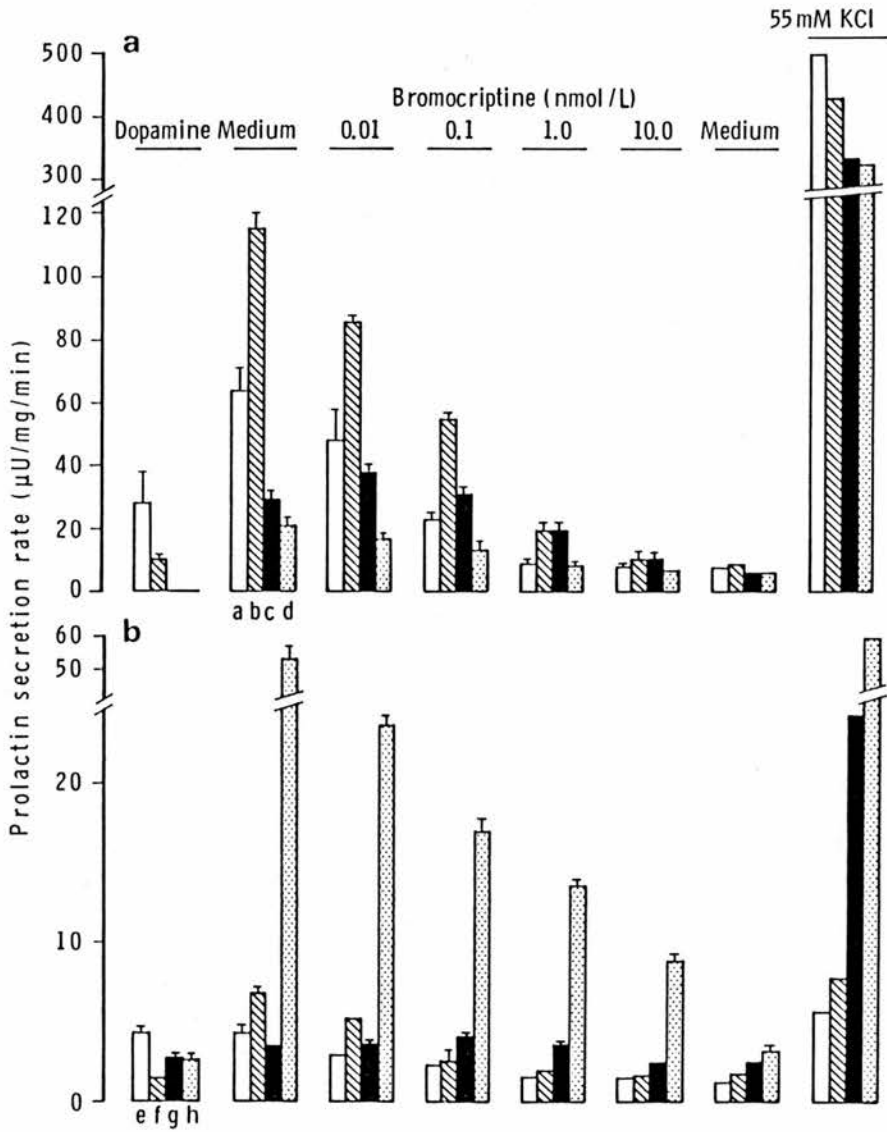 55 mM KCl
a
500
Bromocriptine (nmol/L)
400
Dopamine Medium 0.01 0.1 1.0 10.0 Medium
300
120
100
80
60
40
20
0
a b c d
b
60
50
20
10
0
e f g h
Prolactin secretion rate (µU/mg/min)